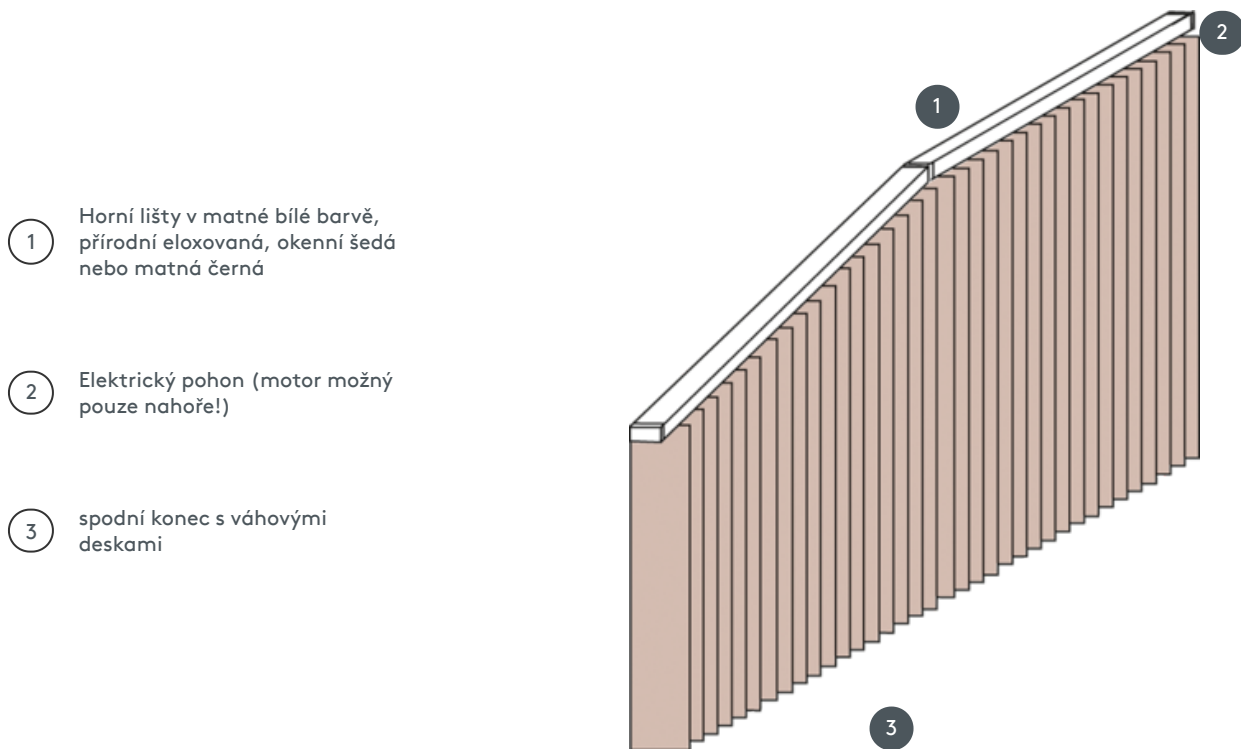 1
Horní lišty v matné bílé barvě,
přírodní eloxovaná, okenní šedá
nebo matná černá
2
Elektrický pohon (motor možný
pouze nahoře!)
3
spodní konec s váhovými
deskami
1
2
3